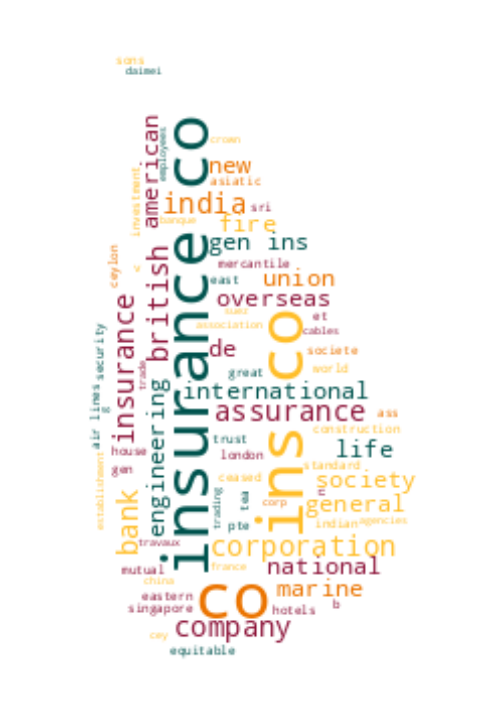 sons
daimei
american
employees
insurance co
crown
new
asiatic
investment
india
sri
banque
fire
gen ins
british
ceylon
mercantile
v
east
union
overseas
suez
association
et
cables
ins co
insurance
security
de
societe
trade
great
world
air lines
g
engineering
international
assurance
ass
construction
trust
life
house
london
gen
standard
establishment
ceased
society
bank
trading
tea
corp
n
general
pte
indian
agencies
travaux
corporation
mutual
france
national
china
co
marine
eastern
singapore
hotels
b
company
cey
equitable